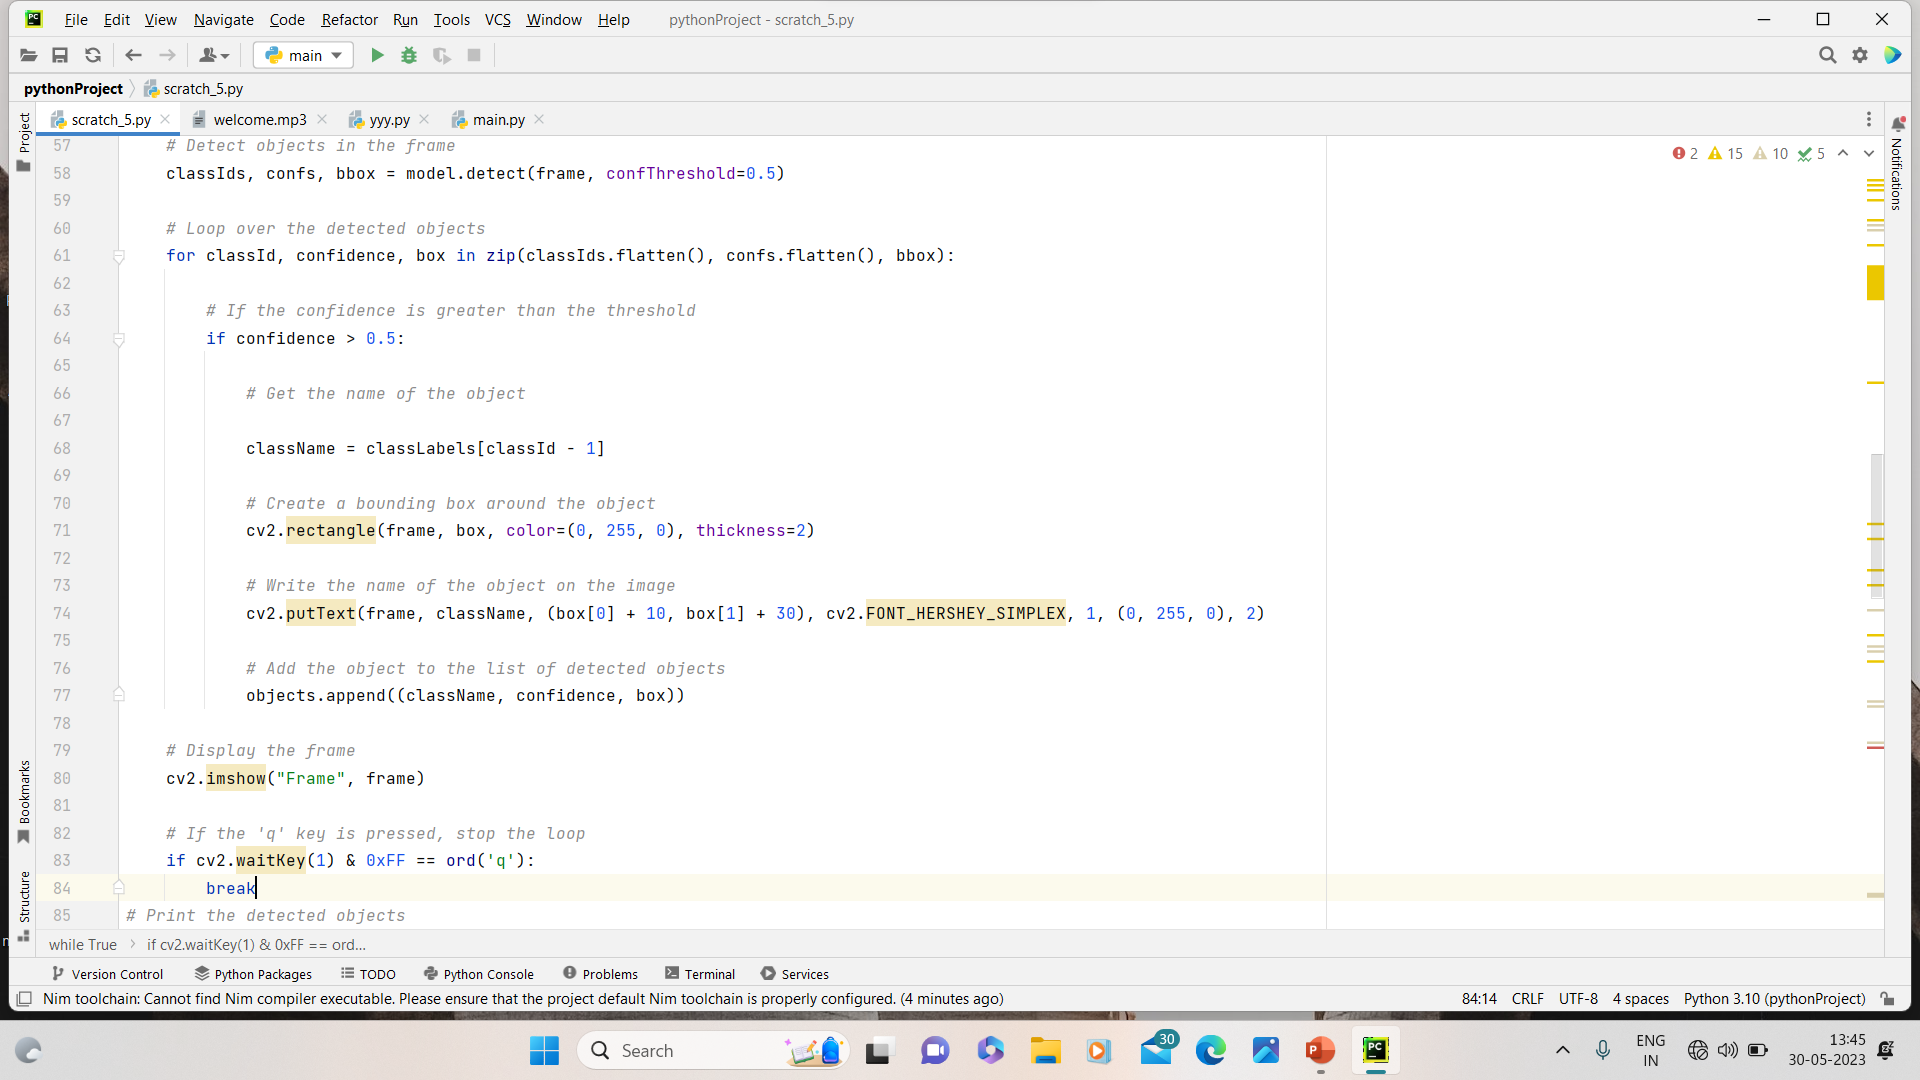 File Edit View Navigate Code Refactor Run Tools VCS Window Help pythonProject - scratch_5.py
main
pythonProject scratch_5.py
scratch_5.py welcome.mp3 yyy.py main.py
Project
Notifications
2 15 10 5
57 # Detect objects in the frame
58 classIds, confs, bbox = model.detect(frame, confThreshold=0.5)
59
60 # Loop over the detected objects
61 for classId, confidence, box in zip(classIds.flatten(), confs.flatten(), bbox):
62
63 # If the confidence is greater than the threshold
64 if confidence > 0.5:
65
66 # Get the name of the object
67
68 className = classLabels[classId - 1]
69
70 # Create a bounding box around the object
71 cv2.rectangle(frame, box, color=(0, 255, 0), thickness=2)
72
73 # Write the name of the object on the image
74 cv2.putText(frame, className, (box[0] + 10, box[1] + 30), cv2.FONT_HERSHEY_SIMPLEX, 1, (0, 255, 0), 2)
75
76 # Add the object to the list of detected objects
77 objects.append((className, confidence, box))
78
79 # Display the frame
80 cv2.imshow("Frame", frame)
81
82 # If the 'q' key is pressed, stop the loop
83 if cv2.waitKey(1) & 0xFF == ord('q'):
84 break
85 # Print the detected objects
Bookmarks
Structure
while True if cv2.waitKey(1) & 0xFF == ord...
Version Control Python Packages TODO Python Console Problems Terminal Services
Nim toolchain: Cannot find Nim compiler executable. Please ensure that the project default Nim toolchain is properly configured. (4 minutes ago) 84:14 CRLF UTF-8 4 spaces Python 3.10 (pythonProject)
Search
30
ENG
IN
13:45
30-05-2023